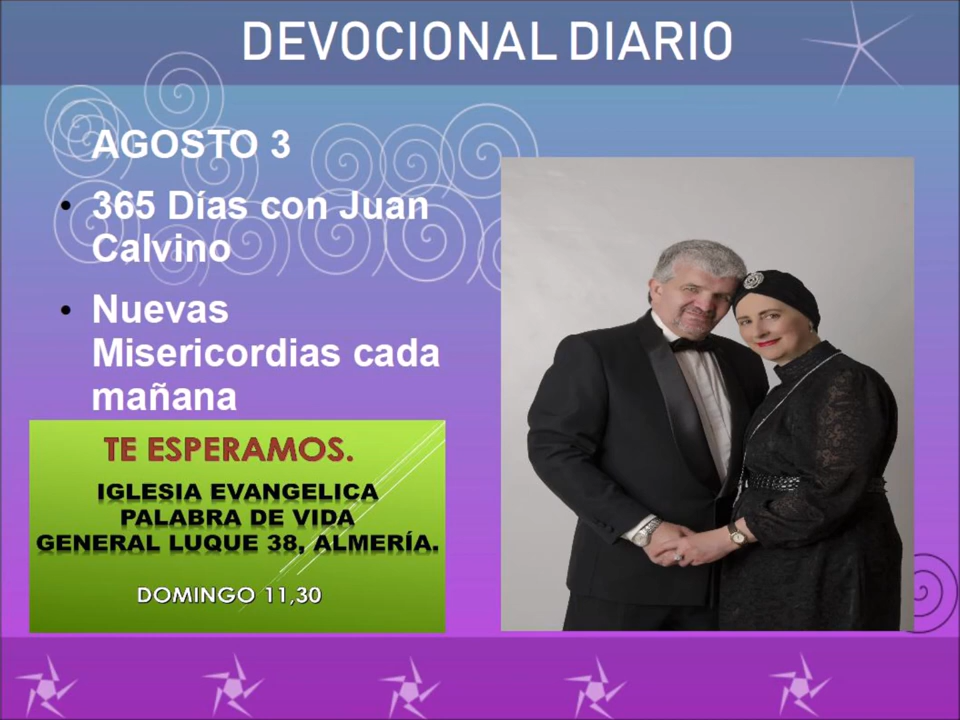 DEVOCIONAL DIARIO
AGOSTO 3
• 365 Días con Juan
Calvino
• Nuevas
Misericordias cada
mañana
TE ESPERAMOS.
IGLESIA EVANGELICA
PALABRA DE VIDA
GENERAL LUQUE 38, ALMERÍA.
DOMINGO 11,30